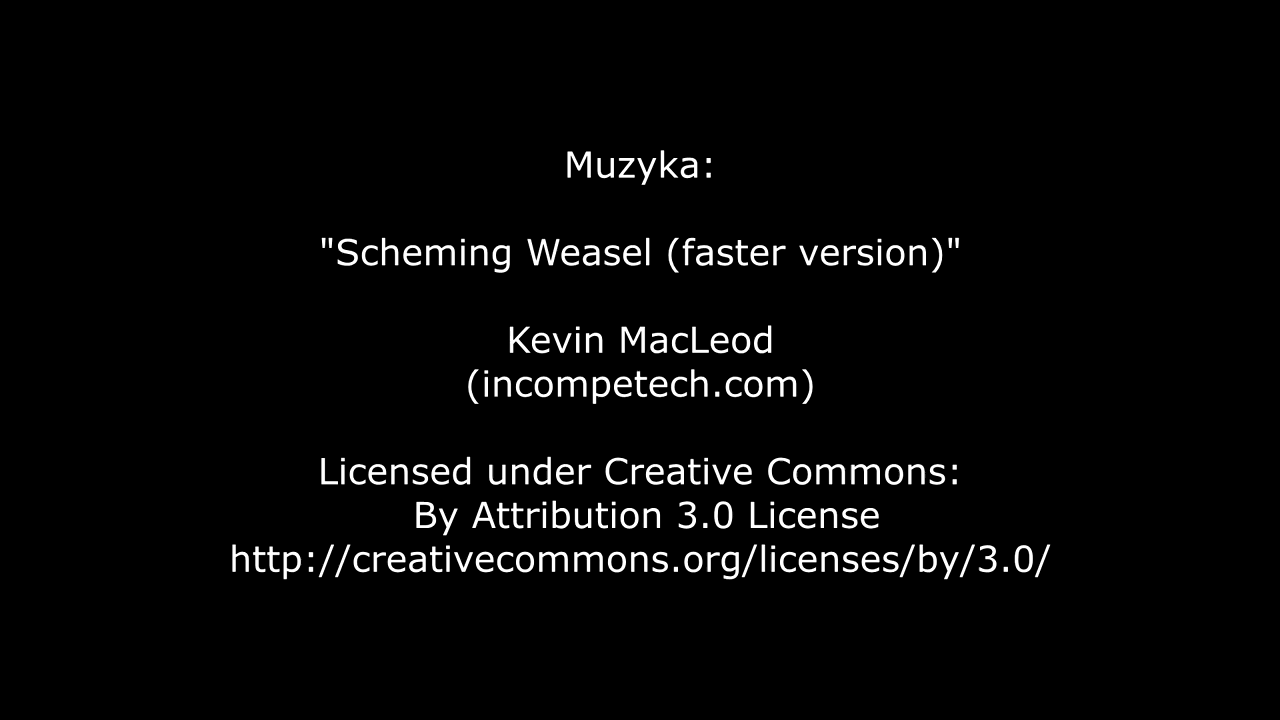 Muzyka:
"Scheming Weasel (faster version)"
Kevin MacLeod
(incompetech.com)
Licensed under Creative Commons:
By Attribution 3.0 License
http://creativecommons.org/licenses/by/3.0/